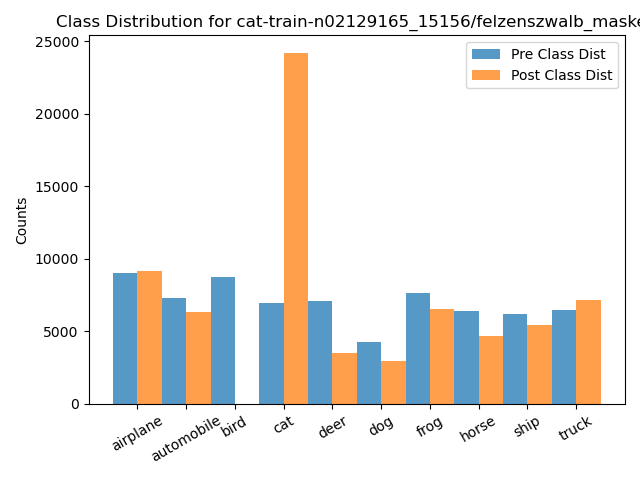 Class Distribution for cat-train-n02129165_15156/felzenszwalb_maske
25000
20000
15000
10000
5000
0
Counts
Pre Class Dist
Post Class Dist
airplane
automobile
bird
cat
deer
dog
frog
horse
ship
truck